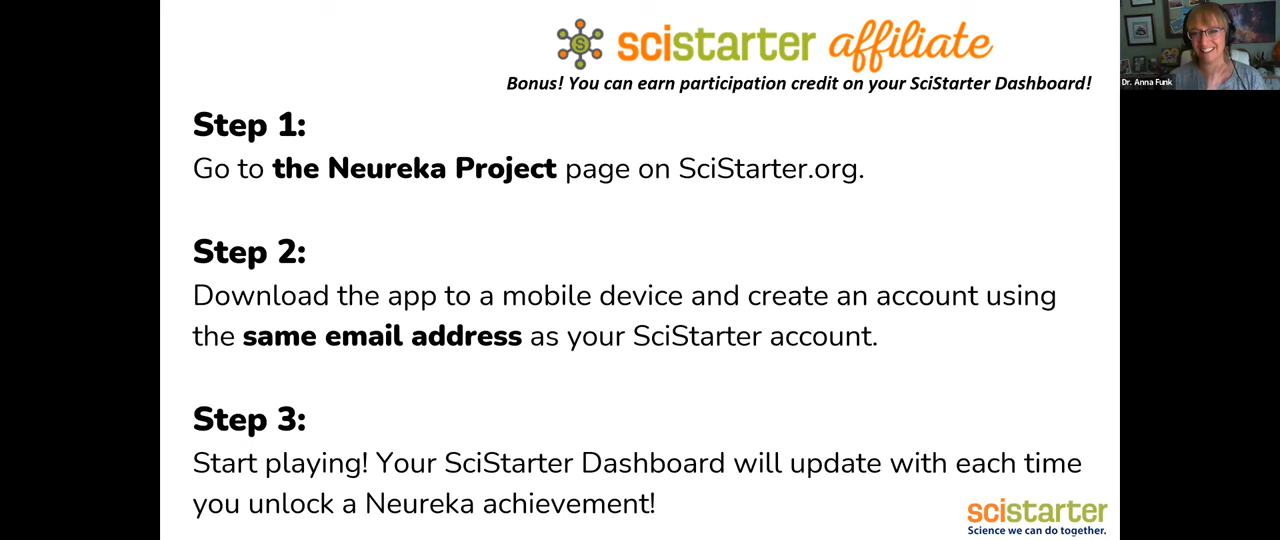 scistarter affiliate
Bonus! You can earn participation credit on your SciStarter Dashboard!
Dr. Anna Funk
Step 1:
Go to the Neureka Project page on SciStarter.org.
Step 2:
Download the app to a mobile device and create an account using
the same email address as your SciStarter account.
Step 3:
Start playing! Your SciStarter Dashboard will update with each time
you unlock a Neureka achievement!
scistarter
Science we can do together.